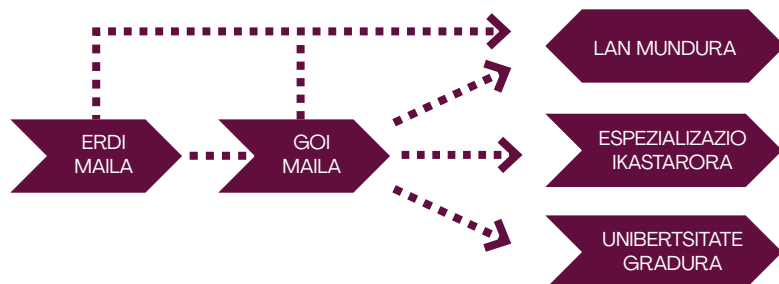 LAN MUNDURA
ERDI
MAILA
GOI
MAILA
ESPEZIALIZAZIO
IKASTARORA
UNIBERTSITATE
GRADURA